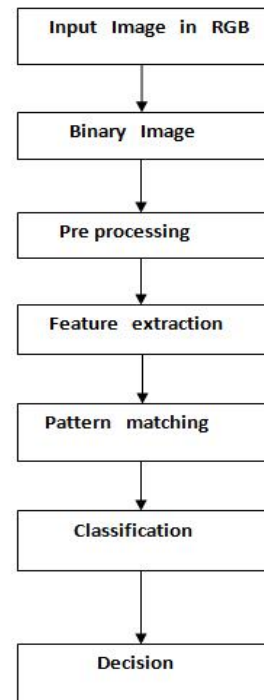 Input Image in RGB
Binary Image
Pre processing
Feature extraction
Pattern matching
Classification
Decision